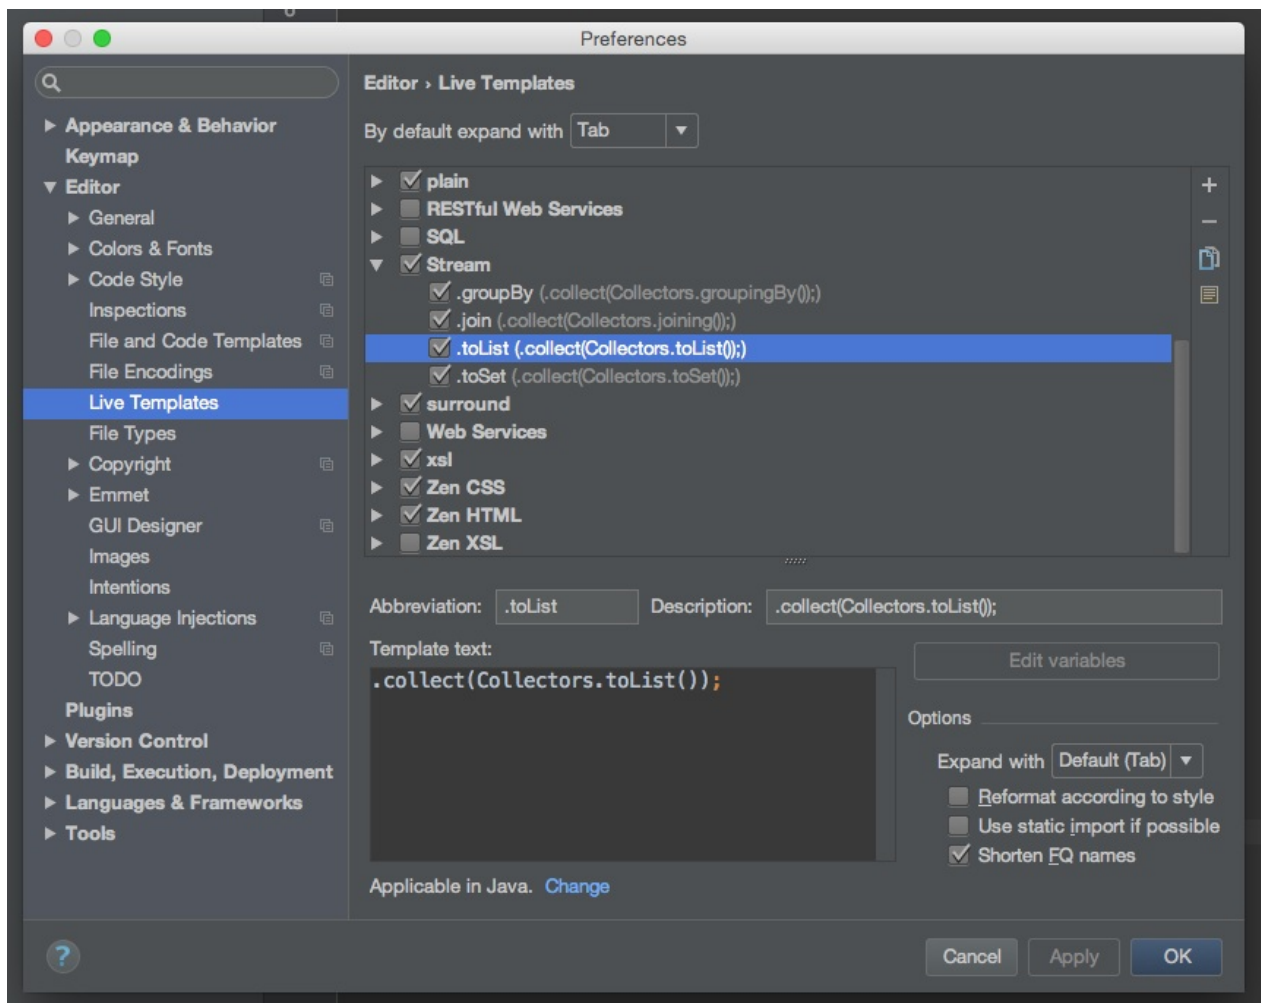 Preferences
Editor › Live Templates
By default expand with Tab
Appearance & Behavior
Keymap
Editor
General
Colors & Fonts
Code Style
Inspections
File and Code Templates
File Encodings
Live Templates
File Types
Copyright
Emmet
GUI Designer
Images
Intentions
Language Injections
Spelling
TODO
Plugins
Version Control
Build, Execution, Deployment
Languages & Frameworks
Tools
plain
RESTful Web Services
SQL
Stream
.groupBy (.collect(Collectors.groupingBy());)
.join (.collect(Collectors.joining());)
.toList (.collect(Collectors.toList());)
.toSet (.collect(Collectors.toSet());)
surround
Web Services
xsl
Zen CSS
Zen HTML
Zen XSL
Abbreviation: .toList Description: .collect(Collectors.toList());
Template text:
.collect(Collectors.toList());
Edit variables
Options
Expand with Default (Tab)
Reformat according to style
Use static import if possible
Shorten FQ names
Applicable in Java. Change
? Cancel Apply OK